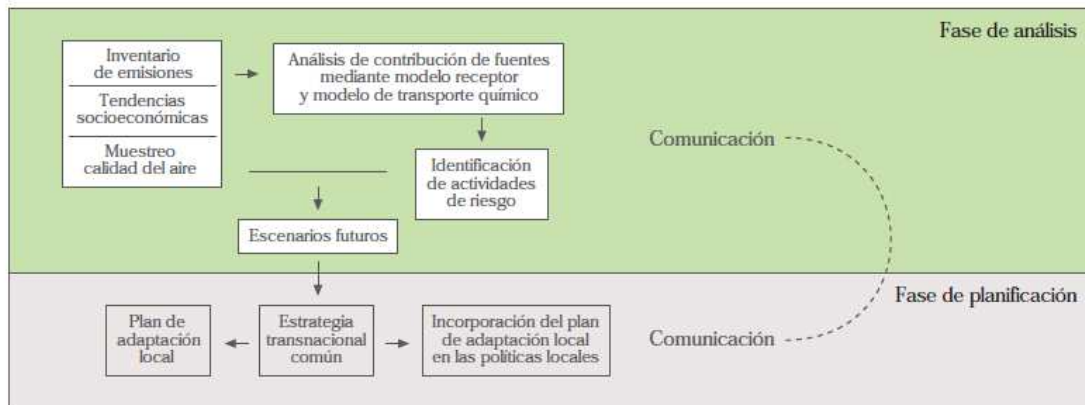 Fase de análisis
Inventario
de emisiones
Tendencias
socioeconómicas
Muestreo
calidad del aire
Análisis de contribución de fuentes
mediante modelo receptor
y modelo de transporte químico
Identificación
de actividades
de riesgo
Comunicación
Escenarios futuros
Fase de planificación
Plan de
adaptación
local
Estrategia
transnacional
común
Incorporación del plan
de adaptación local
en las políticas locales
Comunicación